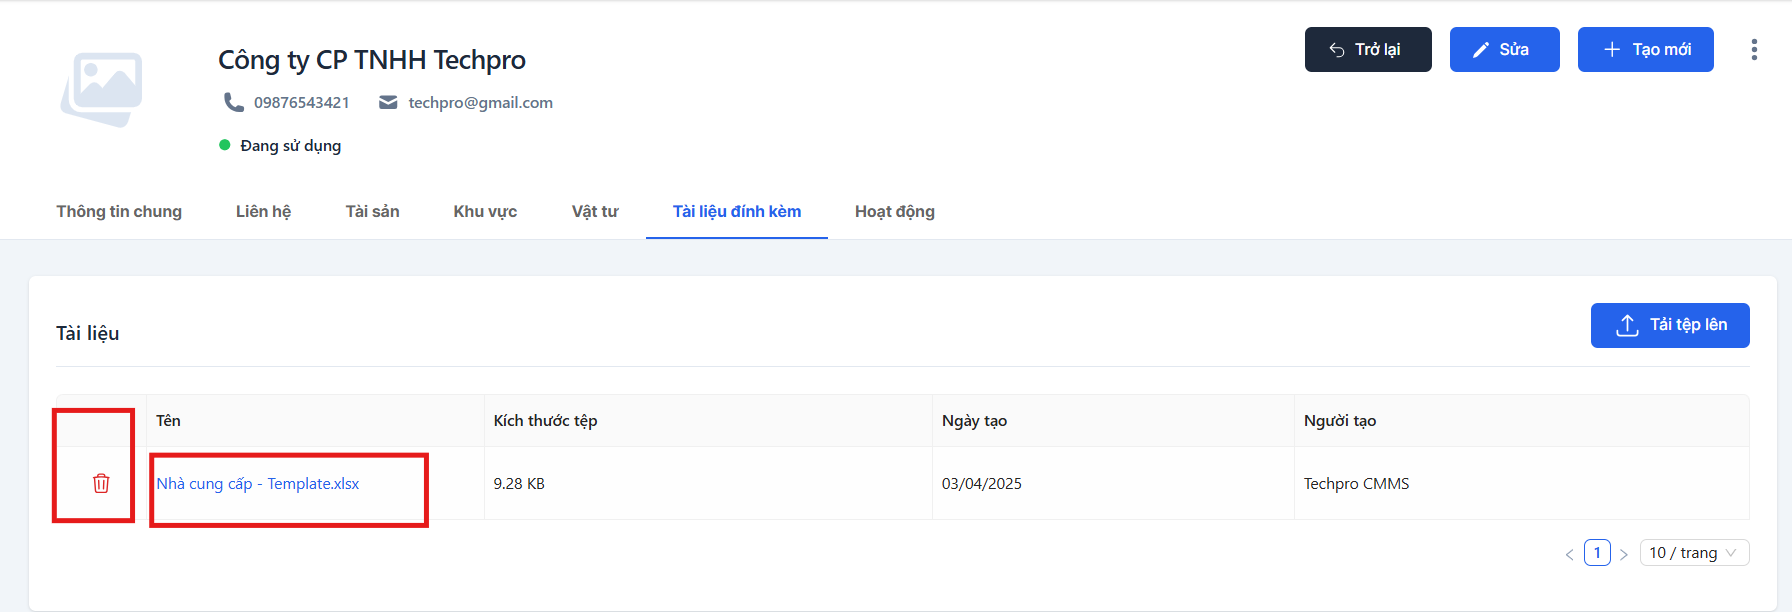 Công ty CP TNHH Techpro
Trở lại
Sửa
Tạo mới
09876543421 techpro@gmail.com
Đang sử dụng
Thông tin chung Liên hệ Tài sản Khu vực Vật tư Tài liệu đính kèm Hoạt động
Tài liệu
Tải tệp lên
Tên Kích thước tệp Ngày tạo Người tạo
Nhà cung cấp - Template.xlsx 9.28 KB 03/04/2025 Techpro CMMS
< 1 > 10 / trang